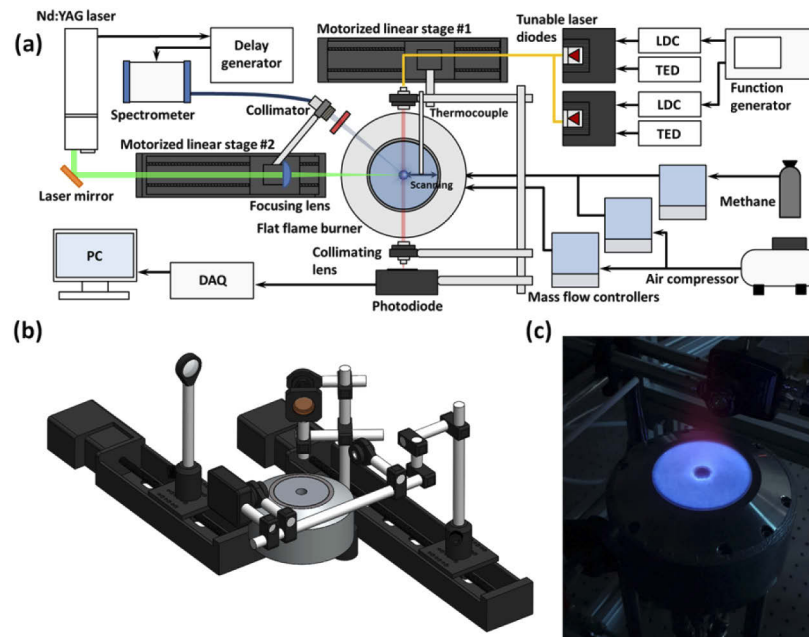 (a)
Nd:YAG laser
Delay
generator
Spectrometer
Motorized linear stage #1
Collimator
Thermocouple
Tunable laser
diodes
LDC
TED
LDC
TED
Function
generator
Motorized linear stage #2
Laser mirror
Focusing lens
Scanning
Flat flame burner
Methane
Collimating
lens
PC
DAQ
Photodiode
Mass flow controllers
Air compressor
(b)
(c)